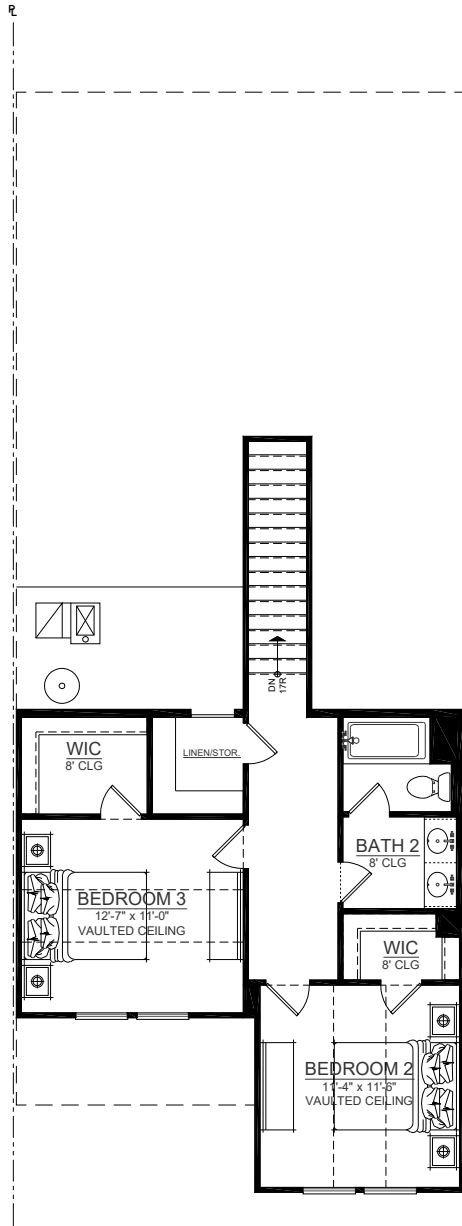 PL
DN
17R
WIC
8' CLG
LINEN/STOR.
BATH 2
8' CLG
BEDROOM 3
12'-7" x 11'-0"
VAULTED CEILING
WIC
8' CLG
BEDROOM 2
11'-4" x 11'-6"
VAULTED CEILING